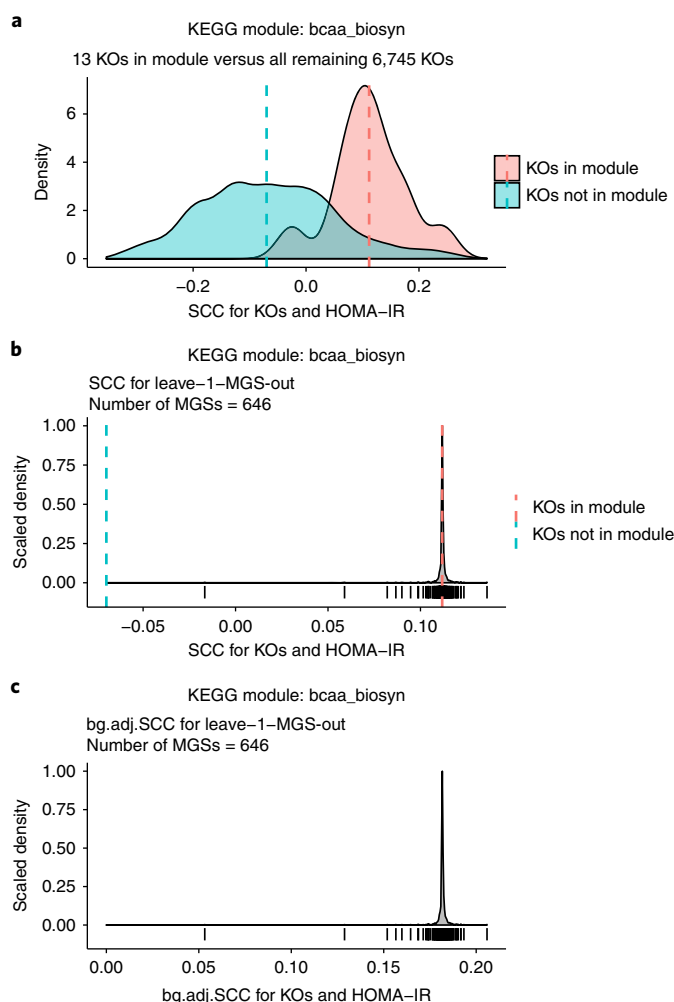 a
KEGG module: bcaa_biosyn
13 KOs in module versus all remaining 6,745 KOs
6
4
2
0
Density
−0.2 0.0 0.2
SCC for KOs and HOMA−IR
KOs in module
KOs not in module
b
KEGG module: bcaa_biosyn
SCC for leave−1−MGS-out
Number of MGSs = 646
1.00
0.75
0.50
0.25
0.00
Scaled density
−0.05 0.00 0.05 0.10
SCC for KOs and HOMA−IR
KOs in module
KOs not in module
c
KEGG module: bcaa_biosyn
bg.adj.SCC for leave−1−MGS-out
Number of MGSs = 646
1.00
0.75
0.50
0.25
0.00
Scaled density
0.00 0.05 0.10 0.15 0.20
bg.adj.SCC for KOs and HOMA−IR